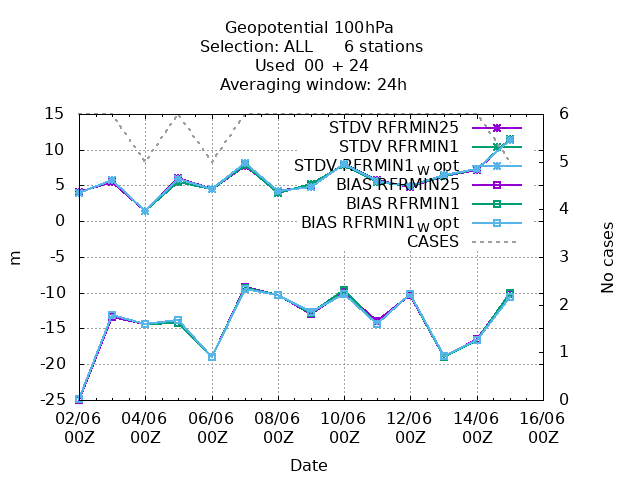 Geopotential 100hPa
Selection: ALL 6 stations
Used 00 + 24
Averaging window: 24h
15 6
STDV RFRMIN25
STDV RFRMIN1
10 5
STDV RFRMIN1_W opt
5 BIAS RFRMIN25
4 BIAS RFRMIN1
0 BIAS RFRMIN1_W opt
CASES
-5 3
m No cases
-10 2
-15
-20 1
-25 0
02/06 04/06 06/06 08/06 10/06 12/06 14/06 16/06
00Z 00Z 00Z 00Z 00Z 00Z 00Z 00Z
Date